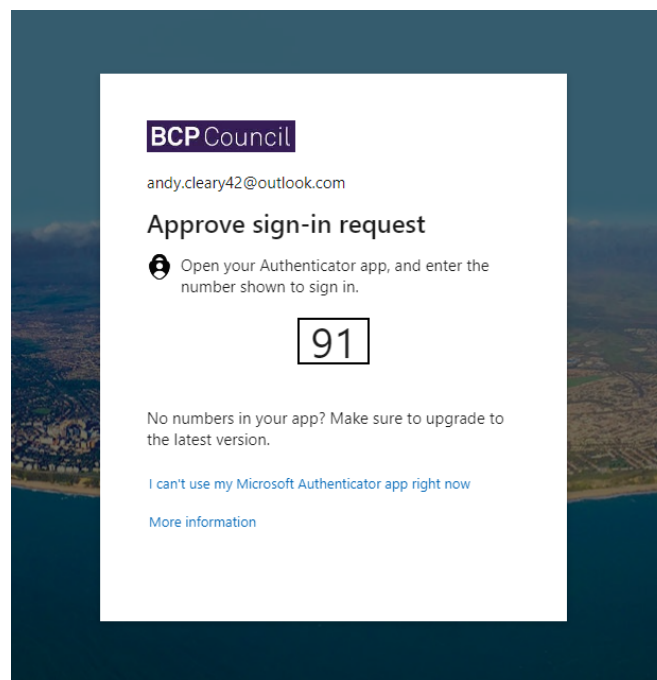 BCP Council
andy.cleary42@outlook.com
Approve sign-in request
Open your Authenticator app, and enter the
number shown to sign in.
91
No numbers in your app? Make sure to upgrade to
the latest version.
I can't use my Microsoft Authenticator app right now
More information